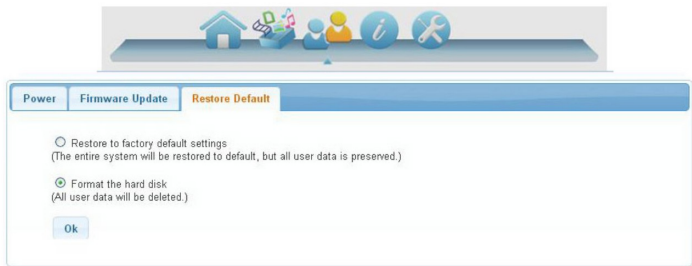 Power Firmware Update Restore Default
Restore to factory default settings
(The entire system will be restored to default, but all user data is preserved.)
Format the hard disk
(All user data will be deleted.)
Ok